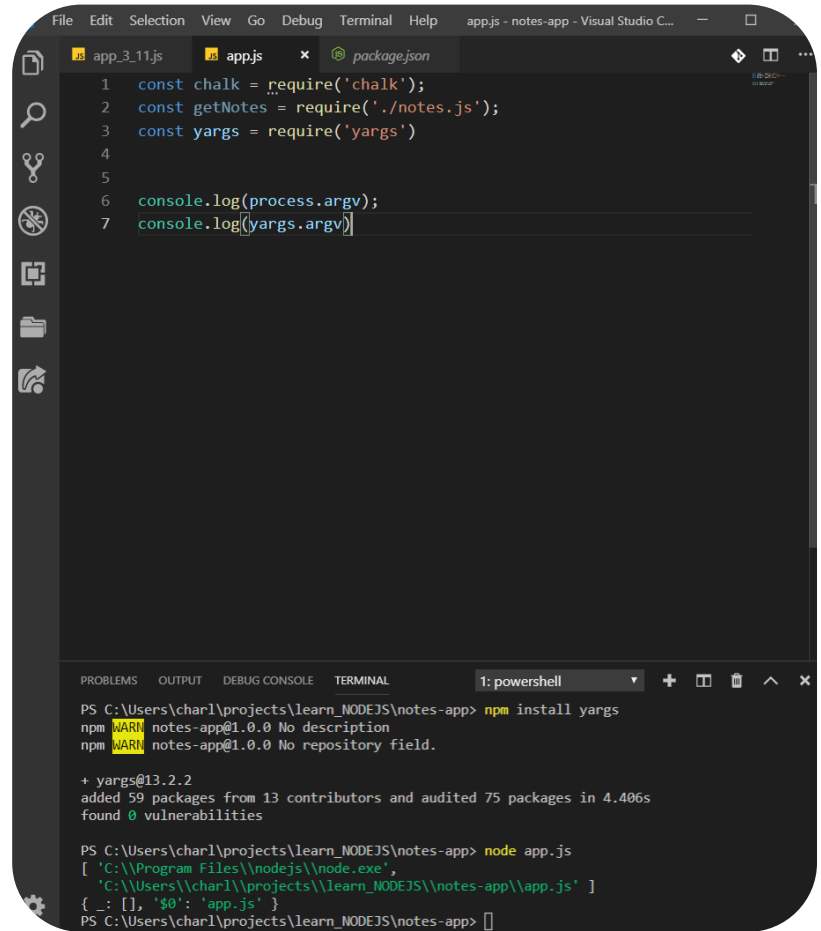 File Edit Selection View Go Debug Terminal Help app.js - notes-app - Visual Studio C...
JS app_3_11.js JS app.js × package.json ...
1 const chalk = require('chalk');
2 const getNotes = require('./notes.js');
3 const yargs = require('yargs')
4
5
6 console.log(process.argv);
7 console.log(yargs.argv)
PROBLEMS OUTPUT DEBUG CONSOLE TERMINAL 1: powershell
PS C:\Users\charl\projects\learn_NODEJS\notes-app> npm install yargs
npm WARN notes-app@1.0.0 No description
npm WARN notes-app@1.0.0 No repository field.
+ yargs@13.2.2
added 59 packages from 13 contributors and audited 75 packages in 4.406s
found 0 vulnerabilities
PS C:\Users\charl\projects\learn_NODEJS\notes-app> node app.js
[ 'C:\\Program Files\\nodejs\\node.exe',
'C:\\Users\\charl\\projects\\learn_NODEJS\\notes-app\\app.js' ]
{ _: [], '$0': 'app.js' }
PS C:\Users\charl\projects\learn_NODEJS\notes-app>